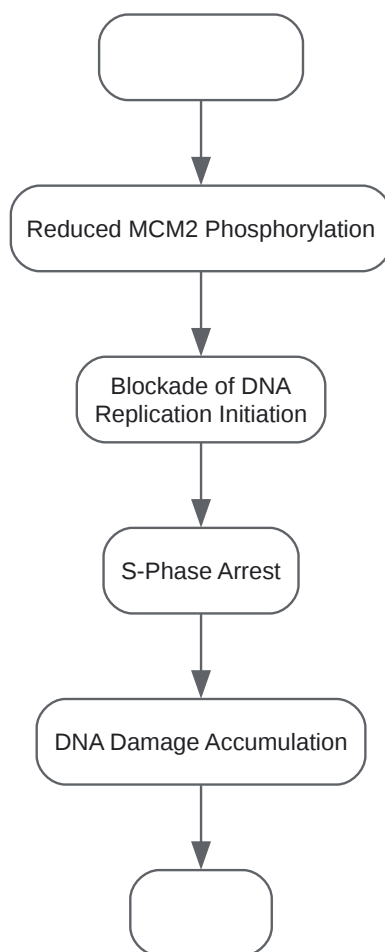 Reduced MCM2 Phosphorylation
Blockade of DNA
Replication Initiation
S-Phase Arrest
DNA Damage Accumulation